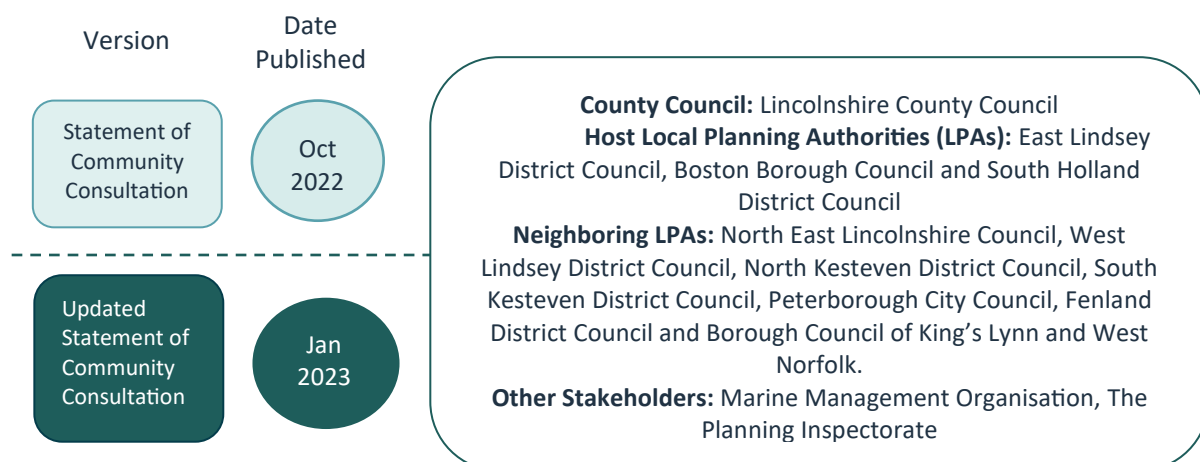 Version
Date
Published
Statement of
Community
Consultation
Oct
2022
Updated
Statement of
Community
Consultation
Jan
2023
County Council: Lincolnshire County Council
Host Local Planning Authorities (LPAs): East Lindsey
District Council, Boston Borough Council and South Holland
District Council
Neighboring LPAs: North East Lincolnshire Council, West
Lindsey District Council, North Kesteven District Council, South
Kesteven District Council, Peterborough City Council, Fenland
District Council and Borough Council of King’s Lynn and West
Norfolk.
Other Stakeholders: Marine Management Organisation, The
Planning Inspectorate